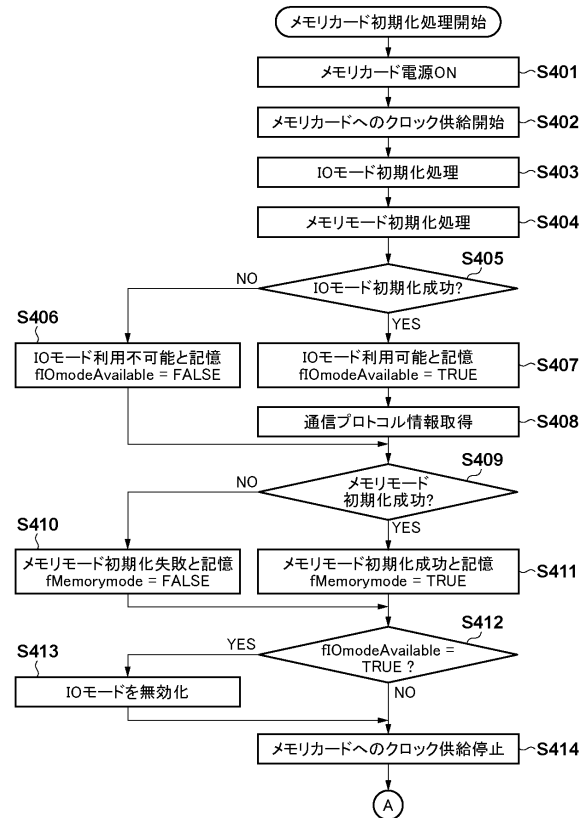 メモリカード初期化処理開始
メモリカード電源ON
S401
メモリカードへのクロック供給開始
S402
IOモード初期化処理
S403
メモリモード初期化処理
S404
S405
NO
IOモード初期化成功?
S406
YES
IOモード利用不可能と記憶
fIOmodeAvailable = FALSE
IOモード利用可能と記憶
fIOmodeAvailable = TRUE
S407
通信プロトコル情報取得
S408
S409
NO
メモリモード
初期化成功?
S410
YES
メモリモード初期化失敗と記憶
fMemorymode = FALSE
メモリモード初期化成功と記憶
fMemorymode = TRUE
S411
S412
YES
fIOmodeAvailable =
TRUE ?
S413
IOモードを無効化
NO
メモリカードへのクロック供給停止
S414
A